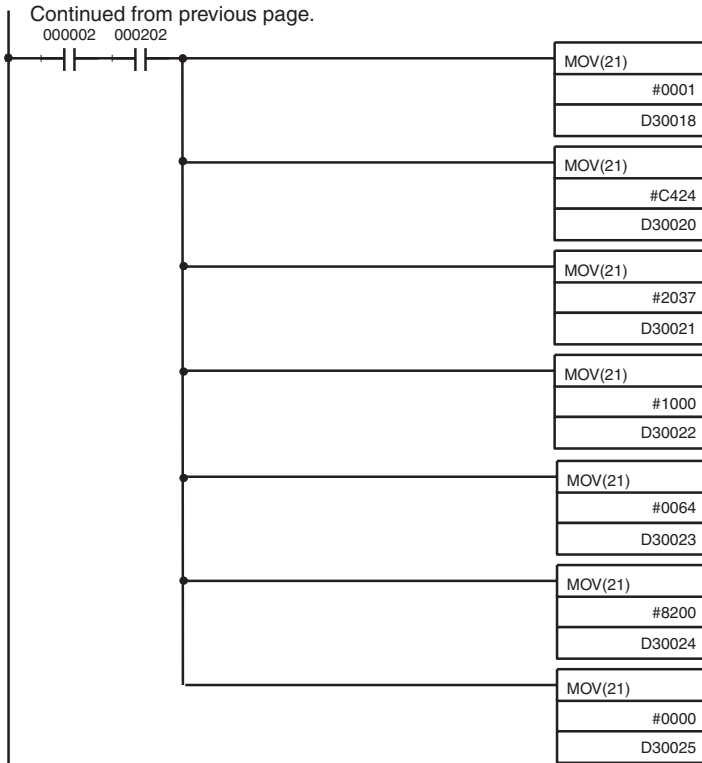 Continued from previous page.
000002 000202
MOV(21)
#0001
D30018
MOV(21)
#C424
D30020
MOV(21)
#2037
D30021
MOV(21)
#1000
D30022
MOV(21)
#0064
D30023
MOV(21)
#8200
D30024
MOV(21)
#0000
D30025